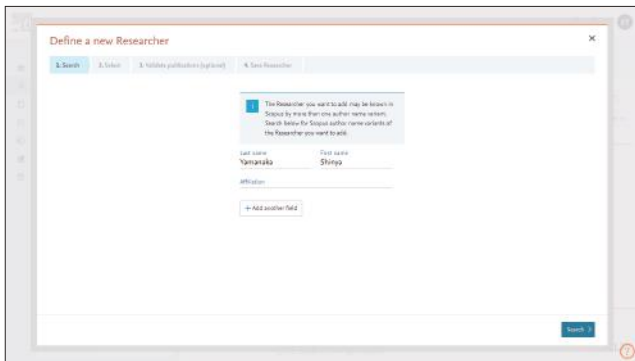 Define a new Researcher
×
1. Search 2. Select 3. Validate publications (optional) 4. Save Researcher
i
The Researcher you want to add may be known in
Scopus by more than one author name variant.
Search below for Scopus author name variants of
the Researcher you want to add.
Last name First name
Yamanaka Shinya
Affiliation
+ Add another field
Search >
?